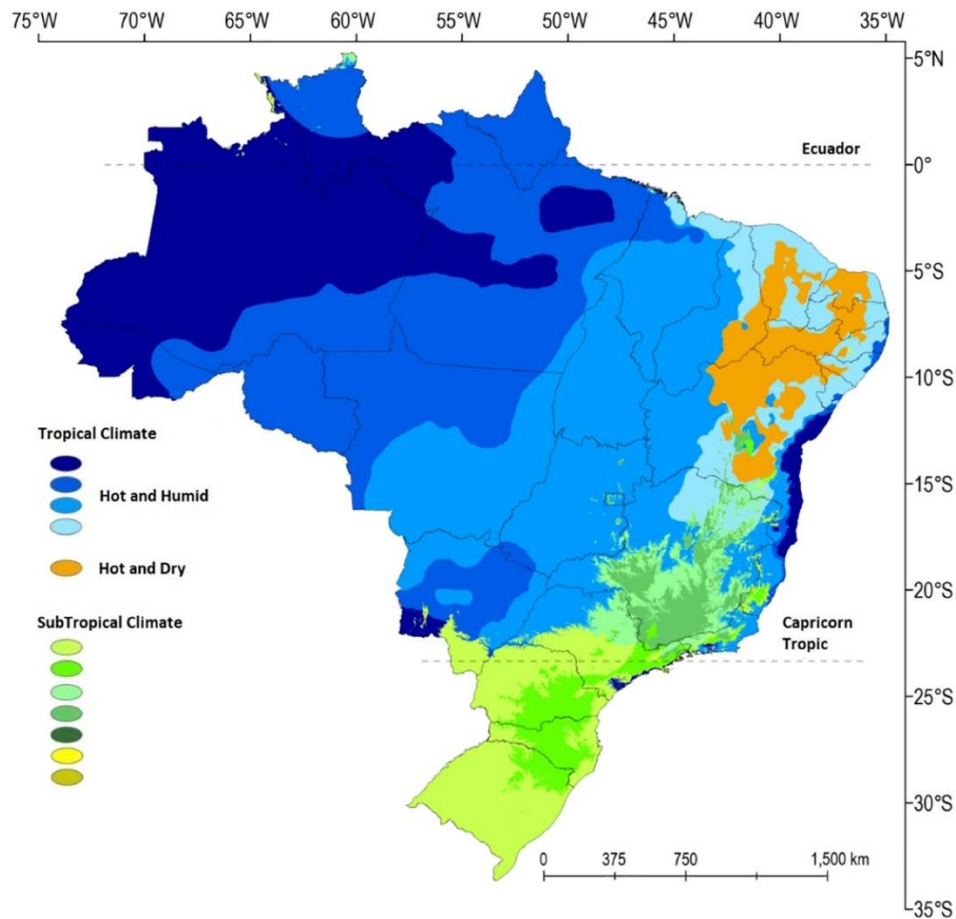 75°W 70°W 65°W 60°W 55°W 50°W 45°W 40°W 35°W
5°N
Ecuador
0°
5°S
10°S
Tropical Climate
15°S
Hot and Humid
Hot and Dry
20°S
SubTropical Climate
Capricorn
Tropic
25°S
30°S
0 375 750 1,500 km
35°S